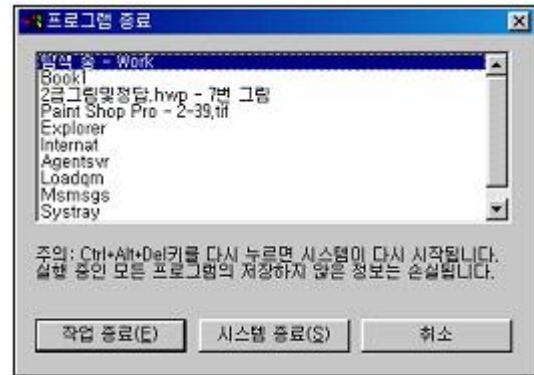 프로그램 종료
탐색 중 - Work
Book1
2급그림및정답.hwp - 7번 그림
Paint Shop Pro - 2-39.tif
Explorer
Internat
Agentsvr
Loadqm
Msmsgs
Systray
주의: Ctrl+Alt+Del키를 다시 누르면 시스템이 다시 시작됩니다.
실행 중인 모든 프로그램의 저장하지 않은 정보는 손실됩니다.
작업 종료(E)
시스템 종료(S)
취소